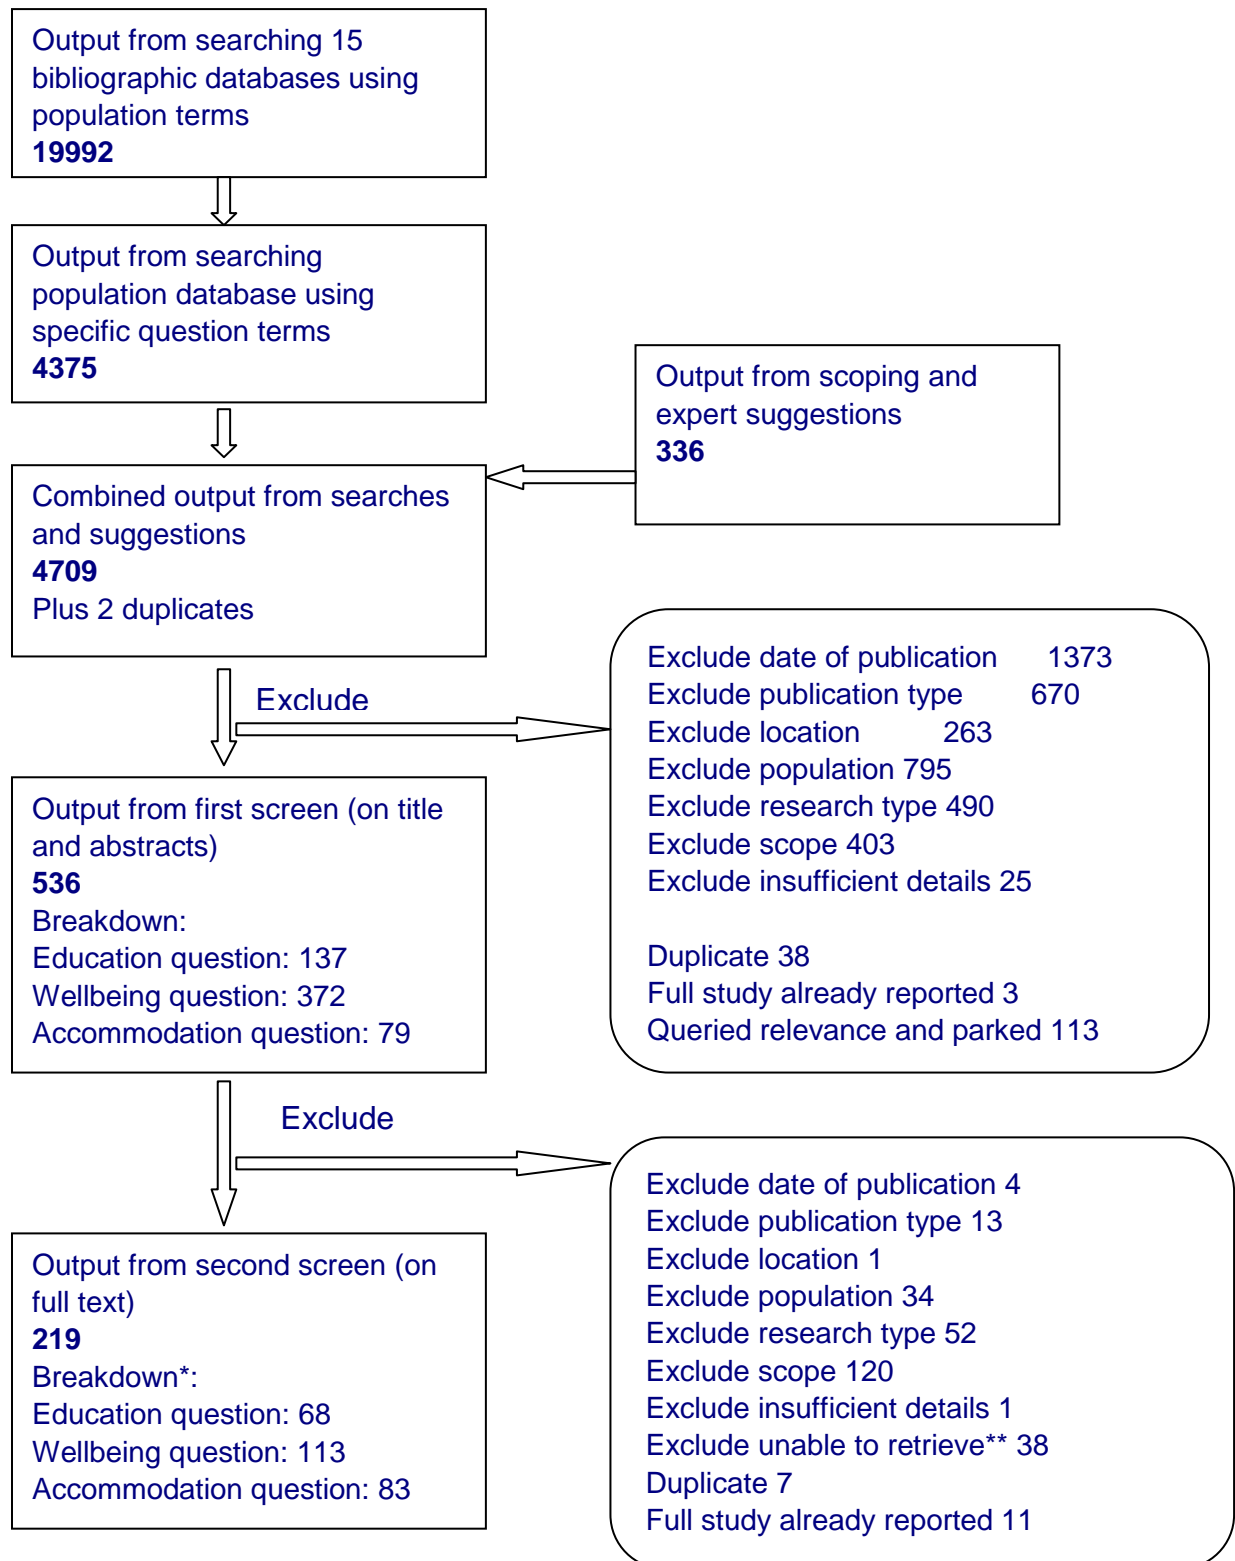 Output from searching 15
bibliographic databases using
population terms
19992
Output from searching
population database using
specific question terms
4375
Output from scoping and
expert suggestions
336
Combined output from searches
and suggestions
4709
Plus 2 duplicates
Exclude
Exclude date of publication 1373
Exclude publication type 670
Exclude location 263
Exclude population 795
Exclude research type 490
Exclude scope 403
Exclude insufficient details 25
Duplicate 38
Full study already reported 3
Queried relevance and parked 113
Output from first screen (on title
and abstracts)
536
Breakdown:
Education question: 137
Wellbeing question: 372
Accommodation question: 79
Exclude
Exclude date of publication 4
Exclude publication type 13
Exclude location 1
Exclude population 34
Exclude research type 52
Exclude scope 120
Exclude insufficient details 1
Exclude unable to retrieve** 38
Duplicate 7
Full study already reported 11
Output from second screen (on
full text)
219
Breakdown*:
Education question: 68
Wellbeing question: 113
Accommodation question: 83